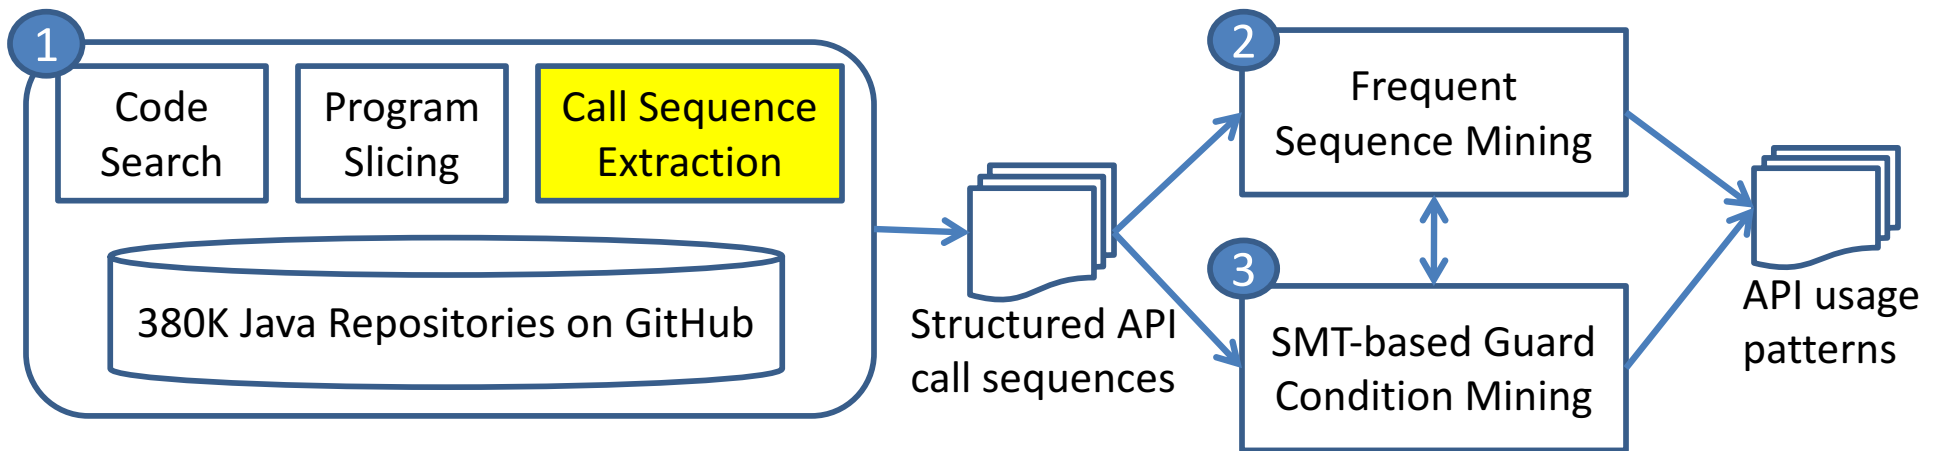 1
Code
Search
Program
Slicing
Call Sequence
Extraction
380K Java Repositories on GitHub
Structured API
call sequences
2
Frequent
Sequence Mining
3
SMT-based Guard
Condition Mining
API usage
patterns